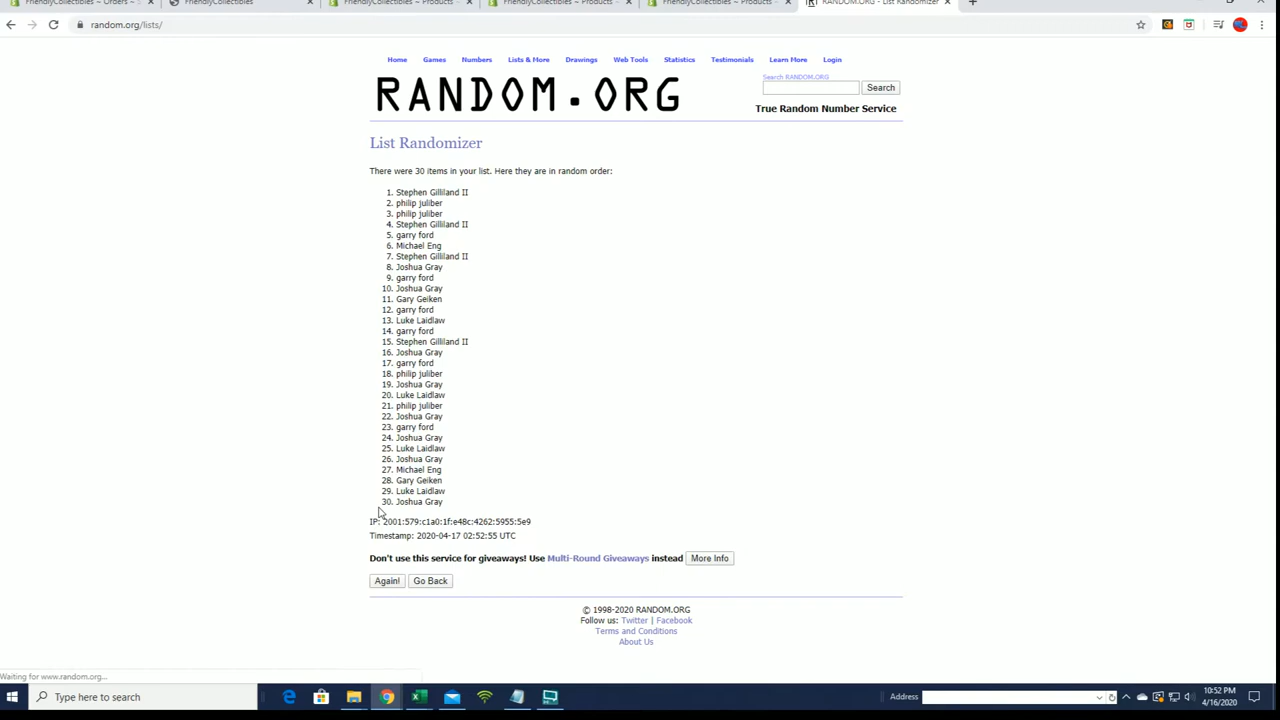 FriendlyCollectibles ~ Orders ~ S
FriendlyCollectibles
FriendlyCollectibles ~ Products ~
FriendlyCollectibles ~ Products ~
FriendlyCollectibles ~ Products ~
RANDOM.ORG - List Randomizer
random.org/lists/
Home Games Numbers Lists & More Drawings Web Tools Statistics Testimonials Learn More Login
Search RANDOM.ORG
RANDOM.ORG
Search
True Random Number Service
List Randomizer
There were 30 items in your list. Here they are in random order:
1. Stephen Gilliland II
2. philip juliber
3. philip juliber
4. Stephen Gilliland II
5. garry ford
6. Michael Eng
7. Stephen Gilliland II
8. Joshua Gray
9. garry ford
10. Joshua Gray
11. Gary Geiken
12. garry ford
13. Luke Laidlaw
14. garry ford
15. Stephen Gilliland II
16. Joshua Gray
17. garry ford
18. philip juliber
19. Joshua Gray
20. Luke Laidlaw
21. philip juliber
22. Joshua Gray
23. garry ford
24. Joshua Gray
25. Luke Laidlaw
26. Joshua Gray
27. Michael Eng
28. Gary Geiken
29. Luke Laidlaw
30. Joshua Gray
IP: 2001:579:c1a0:1f:e48c:4262:5955:5e9
Timestamp: 2020-04-17 02:52:55 UTC
Don't use this service for giveaways! Use Multi-Round Giveaways instead More Info
Again! Go Back
© 1998-2020 RANDOM.ORG
Follow us: Twitter | Facebook
Terms and Conditions
About Us
Waiting for www.random.org...
Type here to search
Address
10:52 PM
4/16/2020